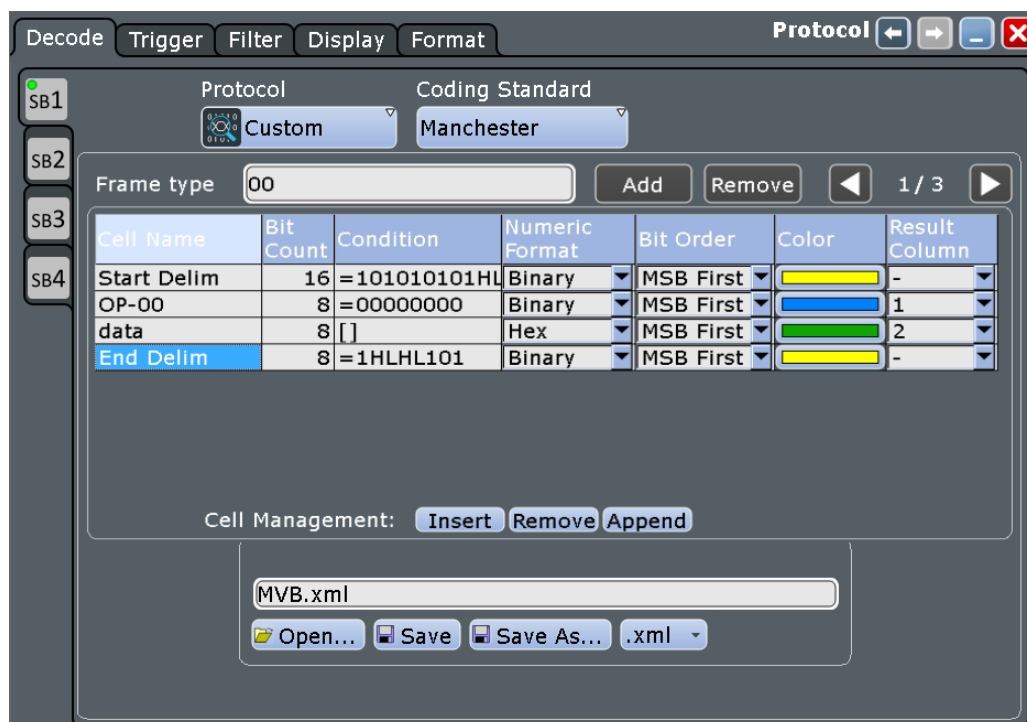 Decode Trigger Filter Display Format Protocol
SB1
SB2
SB3
SB4
Protocol Coding Standard
Custom Manchester
Frame type 00 Add Remove 1 / 3
Cell Name Bit Count Condition Numeric Format Bit Order Color Result Column
Start Delim 16 =101010101HL Binary MSB First -
OP-00 8 =00000000 Binary MSB First 1
data 8 [] Hex MSB First 2
End Delim 8 =1HLHL101 Binary MSB First -
Cell Management: Insert Remove Append
MVB.xml
Open... Save Save As... .xml